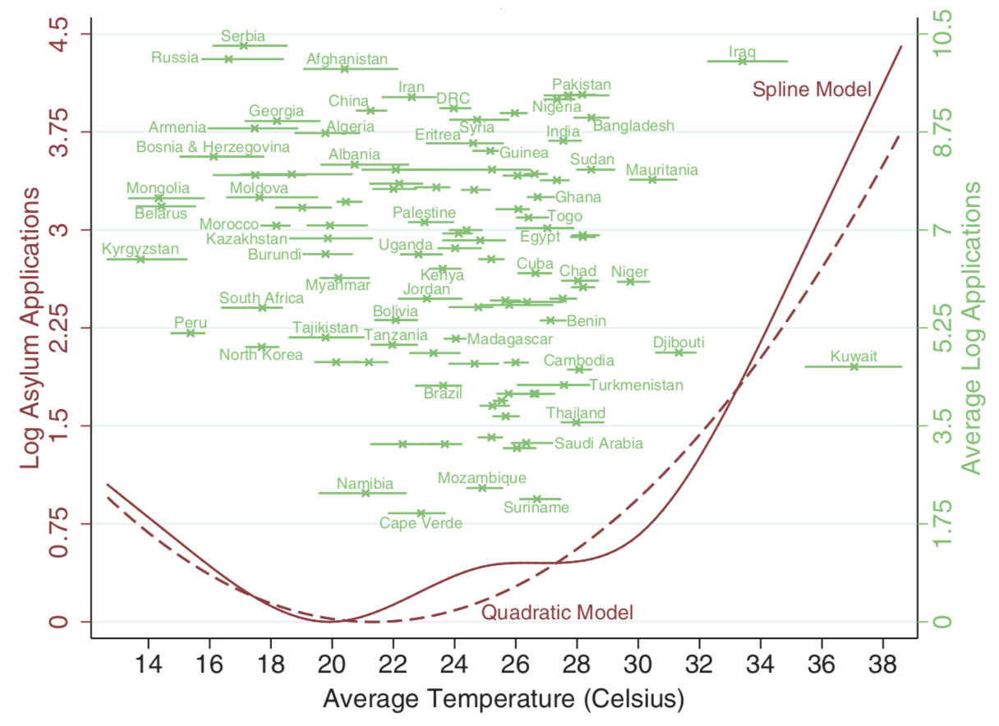 Log Asylum Applications
4.5
3.75
3
2.25
1.5
0.75
0
Serbia
Russia
Afghanistan
Iraq
Iran
Pakistan
Spline Model
China
DRC
Nigeria
Georgia
Armenia
Algeria
Syria
Bangladesh
Eritrea
India
Bosnia & Herzegovina
Guinea
Albania
Sudan
Mauritania
Mongolia
Moldova
Ghana
Belarus
Palestine
Togo
Morocco
Kazakhstan
Egypt
Kyrgyzstan
Uganda
Burundi
Cuba
Kenya
Chad
Niger
Myanmar
Jordan
South Africa
Bolivia
Benin
Peru
Tajikistan
Tanzania
Madagascar
Djibouti
North Korea
Cambodia
Kuwait
Brazil
Turkmenistan
Thailand
Saudi Arabia
Namibia
Mozambique
Suriname
Cape Verde
Quadratic Model
10.5
8.75
7
5.25
3.5
1.75
0
Average Log Applications
14 16 18 20 22 24 26 28 30 32 34 36 38
Average Temperature (Celsius)